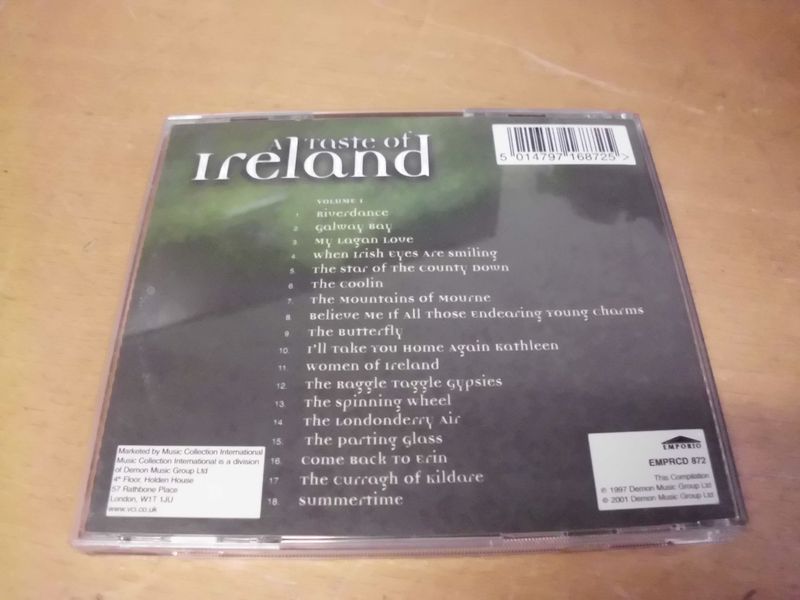 A Taste of
Ireland
5 014797 168725 >
VOLUME 1
1. Riverdance
2. Galway Bay
3. My Lagan Love
4. When Irish Eyes Are Smiling
5. The Star of The County Down
6. The Coolin
7. The Mountains of Mourne
8. Believe Me If All Those Endearing Young Charms
9. The Butterfly
10. I'll Take You Home Again Kathleen
11. Women of Ireland
12. The Raggle Taggle Gypsies
13. The Spinning Wheel
14. The Londonderry Air
15. The Parting Glass
16. Come Back To Erin
17. The Curragh of Kildare
18. Summertime
Marketed by Music Collection International
Music Collection International is a division
of Demon Music Group Ltd
4th Floor, Holden House
57 Rathbone Place
London, W1T 1JU
www.vci.co.uk
EMPORIO
EMPRCD 872
This Compilation
℗ 1997 Demon Music Group Ltd
© 2001 Demon Music Group Ltd